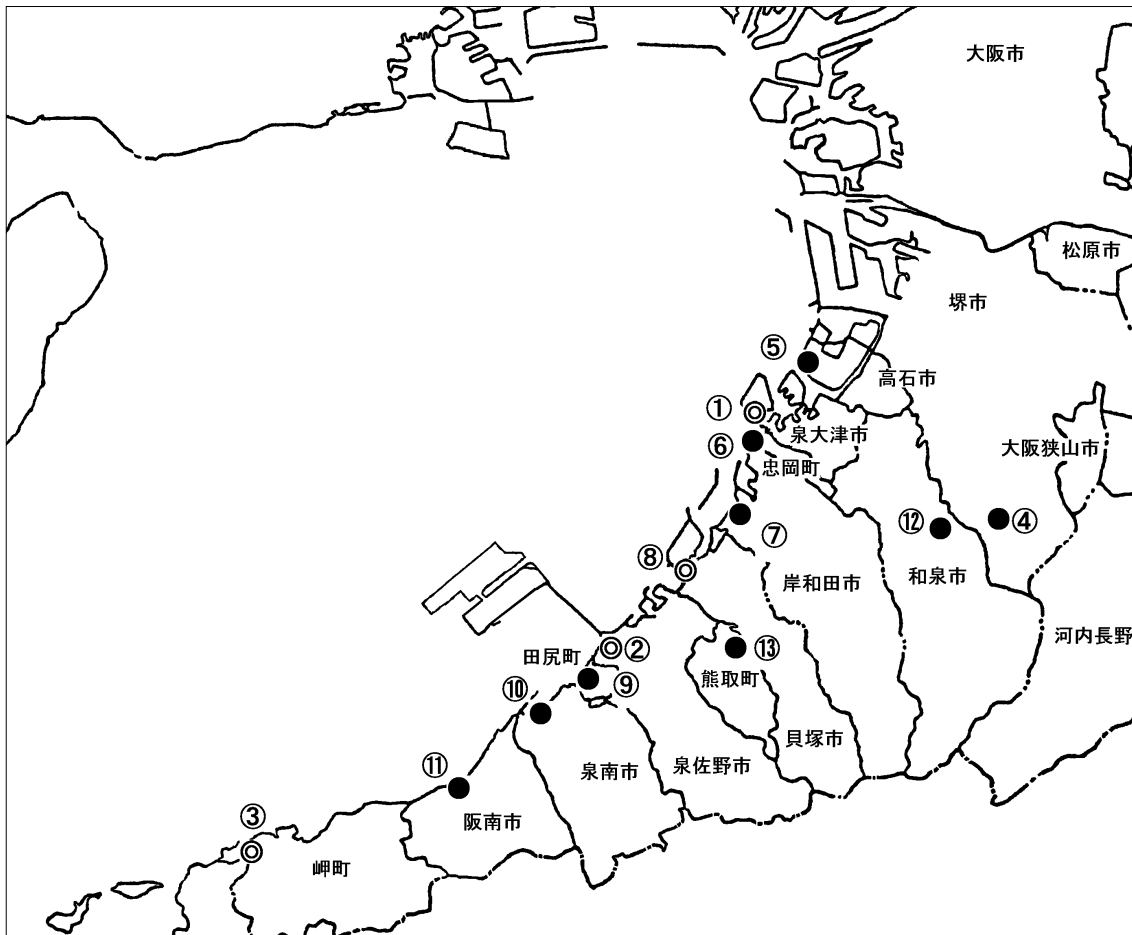 大阪市
松原市
堺市
⑤
高石市
①
泉大津市
⑥
忠岡町
大阪狭山市
⑫
④
⑦
⑧
岸和田市
和泉市
河内長野
②
⑬
田尻町
⑨
熊取町
⑩
貝塚市
泉南市
泉佐野市
⑪
阪南市
③
岬町